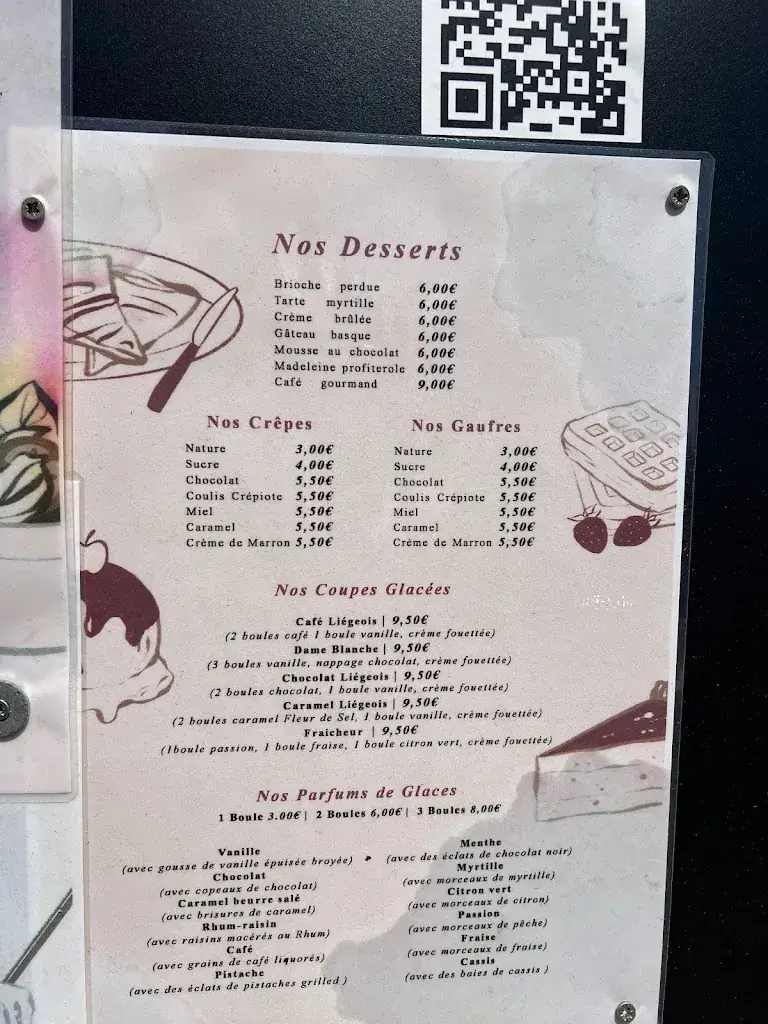 Nos Desserts
Brioche perdue 6,00€
Tarte myrtille 6,00€
Crème brûlée 6,00€
Gâteau basque 6,00€
Mousse au chocolat 6,00€
Madeleine profiterole 6,00€
Café gourmand 9,00€
Nos Crêpes
Nature 3,00€
Sucre 4,00€
Chocolat 5,50€
Coulis Crépiote 5,50€
Miel 5,50€
Caramel 5,50€
Crème de Marron 5,50€
Nos Gaufres
Nature 3,00€
Sucre 4,00€
Chocolat 5,50€
Coulis Crépiote 5,50€
Miel 5,50€
Caramel 5,50€
Crème de Marron 5,50€
Nos Coupes Glacées
Café Liégeois | 9,50€
(2 boules café 1 boule vanille, crème fouettée)
Dame Blanche | 9,50€
(3 boules vanille, nappage chocolat, crème fouettée)
Chocolat Liégeois | 9,50€
(2 boules chocolat, 1 boule vanille, crème fouettée)
Caramel Liégeois | 9,50€
(2 boules caramel Fleur de Sel, 1 boule vanille, crème fouettée)
Fraicheur | 9,50€
(1boule passion, 1 boule fraise, 1 boule citron vert, crème fouettée)
Nos Parfums de Glaces
1 Boule 3.00€ | 2 Boules 6,00€ | 3 Boules 8,00€
Vanille
(avec gousse de vanille épuisée broyée)
Chocolat
(avec copeaux de chocolat)
Caramel beurre salé
(avec brisures de caramel)
Rhum-raisin
(avec raisins macérés au Rhum)
Café
(avec grains de café liquorés)
Pistache
(avec des éclats de pistaches grilled )
Menthe
(avec des éclats de chocolat noir)
Myrtille
(avec morceaux de myrtille)
Citron vert
(avec morceaux de citron)
Passion
(avec morceaux de pêche)
Fraise
(avec morceaux de fraise)
Cassis
(avec des baies de cassis )